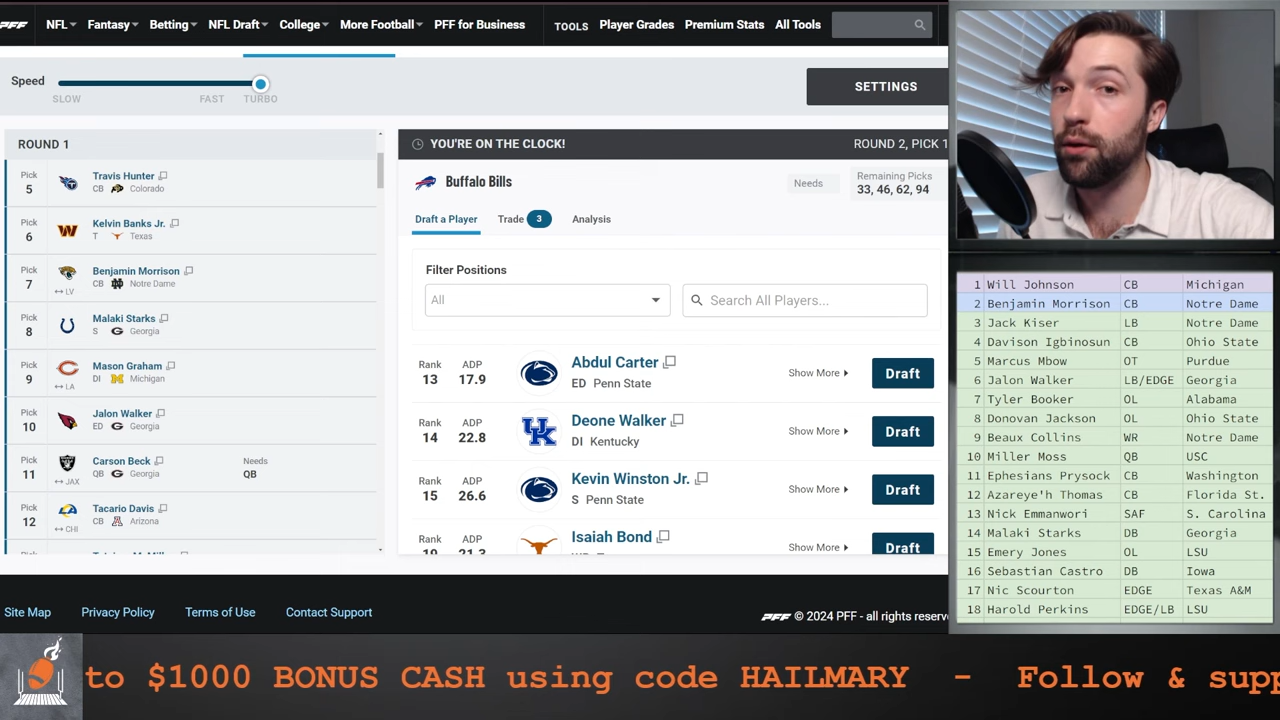 PFF
NFL
Fantasy
Betting
NFL Draft
College
More Football
PFF for Business
TOOLS
Player Grades
Premium Stats
All Tools
Speed
SLOW
FAST
TURBO
SETTINGS
ROUND 1
Pick 5
Travis Hunter
CB Colorado
Pick 6
Kelvin Banks Jr.
T Texas
Pick 7
LV
Benjamin Morrison
CB Notre Dame
Pick 8
Malaki Starks
S Georgia
Pick 9
LA
Mason Graham
DI Michigan
Pick 10
Jalon Walker
ED Georgia
Pick 11
JAX
Carson Beck
QB Georgia
Needs
QB
Pick 12
CHI
Tacario Davis
CB Arizona
YOU'RE ON THE CLOCK!
ROUND 2, PICK 1
Buffalo Bills
Needs
Remaining Picks
33, 46, 62, 94
Draft a Player
Trade 3
Analysis
Filter Positions
All
Search All Players...
Rank 13
ADP 17.9
Abdul Carter
ED Penn State
Show More
Draft
Rank 14
ADP 22.8
Deone Walker
DI Kentucky
Show More
Draft
Rank 15
ADP 26.6
Kevin Winston Jr.
S Penn State
Show More
Draft
Rank
ADP
Isaiah Bond
Show More
Draft
Site Map
Privacy Policy
Terms of Use
Contact Support
PFF © 2024 PFF - all rights reserv
1 Will Johnson CB Michigan
2 Benjamin Morrison CB Notre Dame
3 Jack Kiser LB Notre Dame
4 Davison Igbinosun CB Ohio State
5 Marcus Mbow OT Purdue
6 Jalon Walker LB/EDGE Georgia
7 Tyler Booker OL Alabama
8 Donovan Jackson OL Ohio State
9 Beaux Collins WR Notre Dame
10 Miller Moss QB USC
11 Ephesians Prysock CB Washington
12 Azareye'h Thomas CB Florida St.
13 Nick Emmanwori SAF S. Carolina
14 Malaki Starks DB Georgia
15 Emery Jones OL LSU
16 Sebastian Castro DB Iowa
17 Nic Scourton EDGE Texas A&M
18 Harold Perkins EDGE/LB LSU
to $1000 BONUS CASH using code HAILMARY - Follow & supp